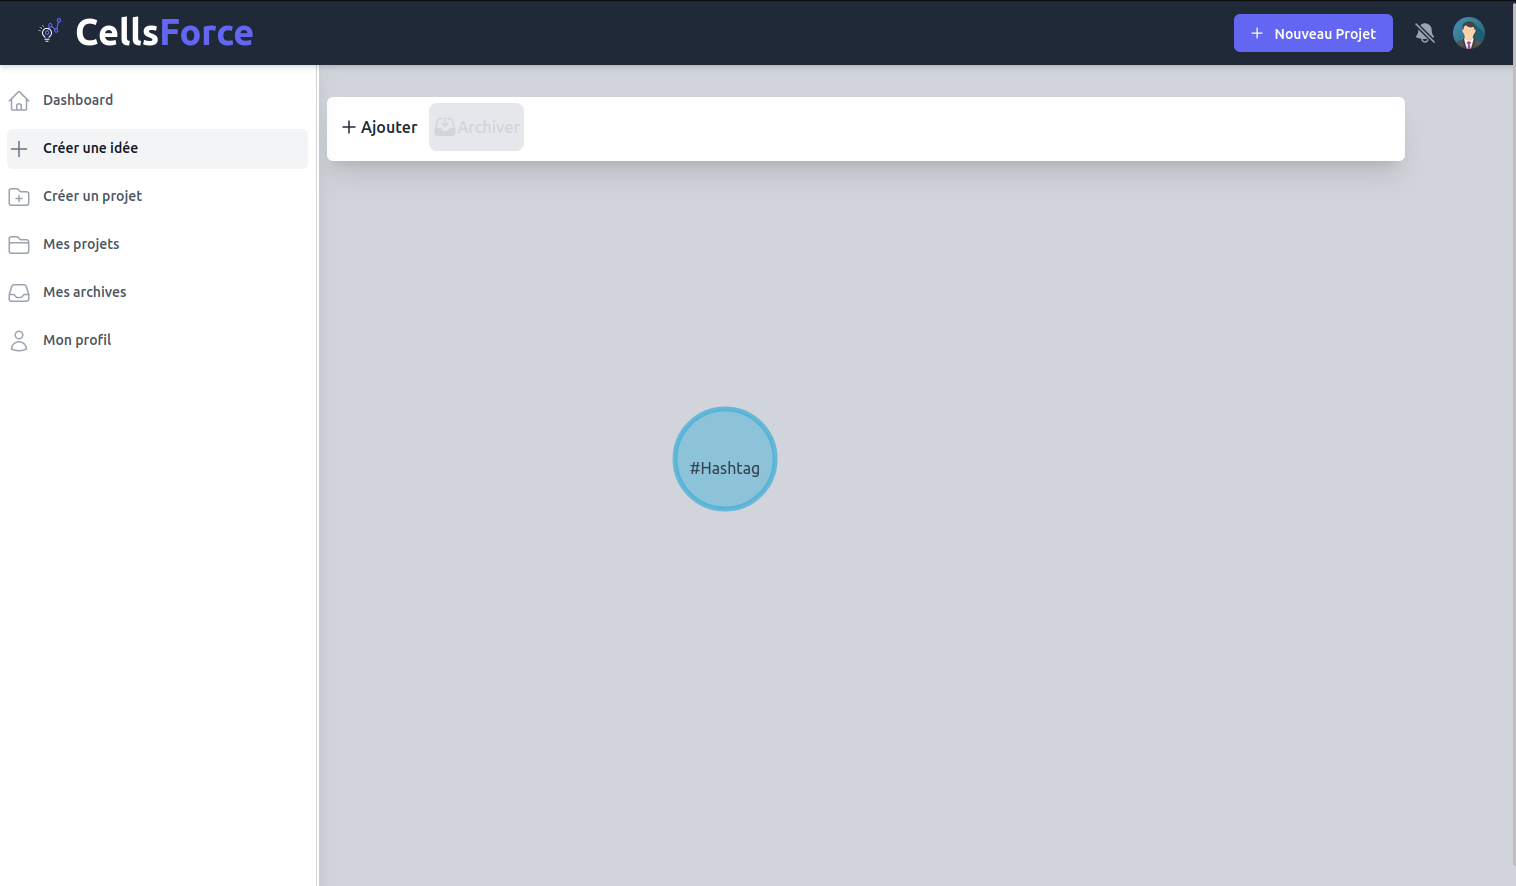 CellsForce
Nouveau Projet
Dashboard
Créer une idée
Créer un projet
Mes projets
Mes archives
Mon profil
Ajouter
Archiver
#Hashtag